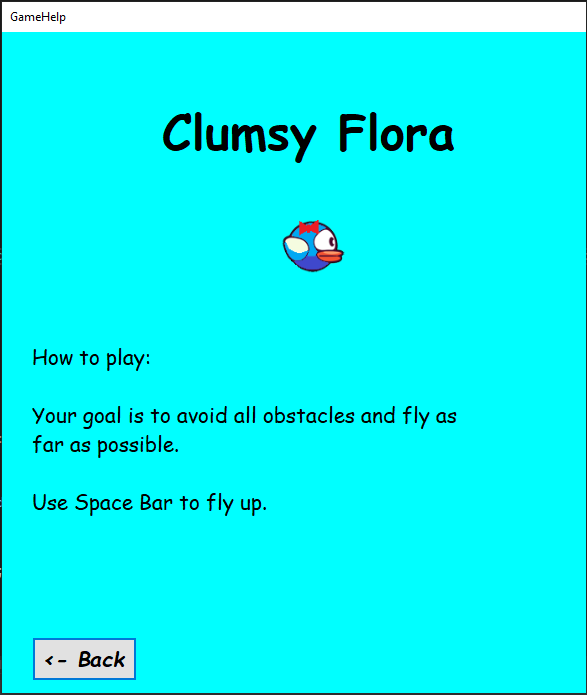 GameHelp
Clumsy Flora
How to play:
Your goal is to avoid all obstacles and fly as
far as possible.
Use Space Bar to fly up.
<- Back